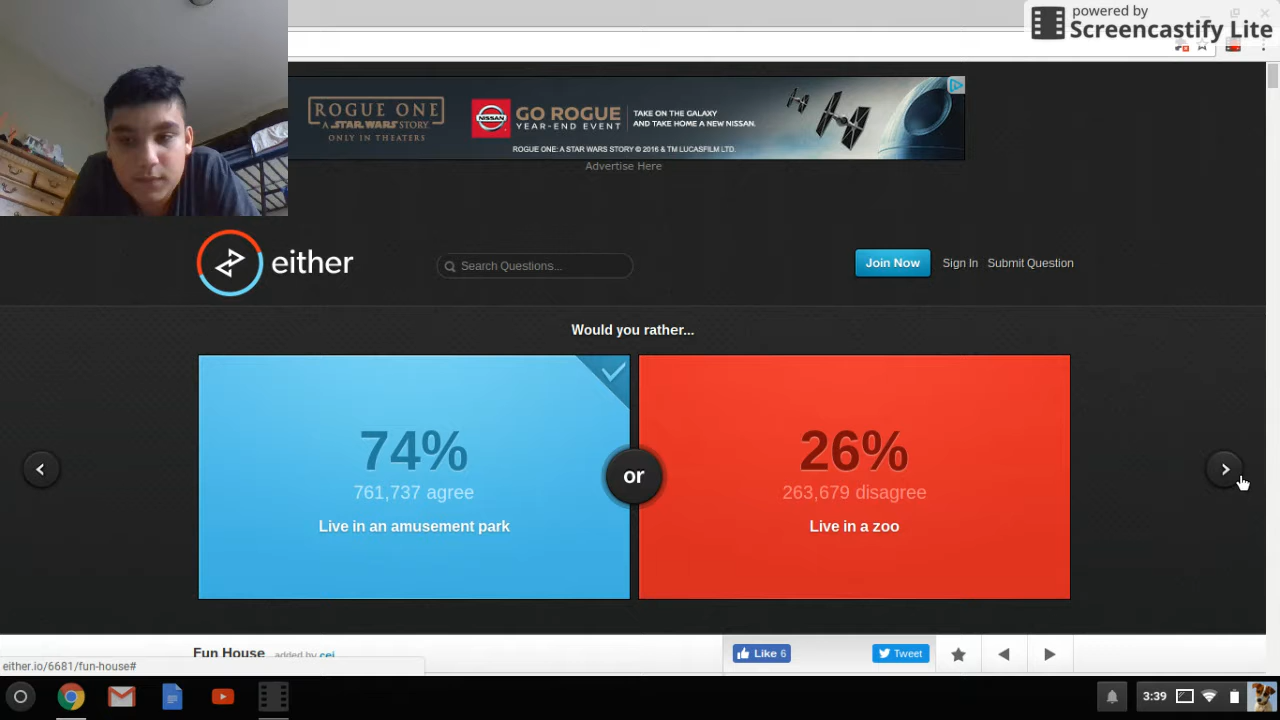 powered by
Screencastify Lite
ROGUE ONE
A STAR WARS STORY
ONLY IN THEATERS
NISSAN
GO ROGUE
YEAR-END EVENT
TAKE ON THE GALAXY
AND TAKE HOME A NEW NISSAN.
ROGUE ONE: A STAR WARS STORY © 2016 & TM LUCASFILM LTD.
Advertise Here
either
Search Questions...
Join Now
Sign In
Submit Question
Would you rather...
74%
761,737 agree
Live in an amusement park
or
26%
263,679 disagree
Live in a zoo
Fun House added by cei
Like 6
Tweet
either.io/6681/fun-house#
3:39